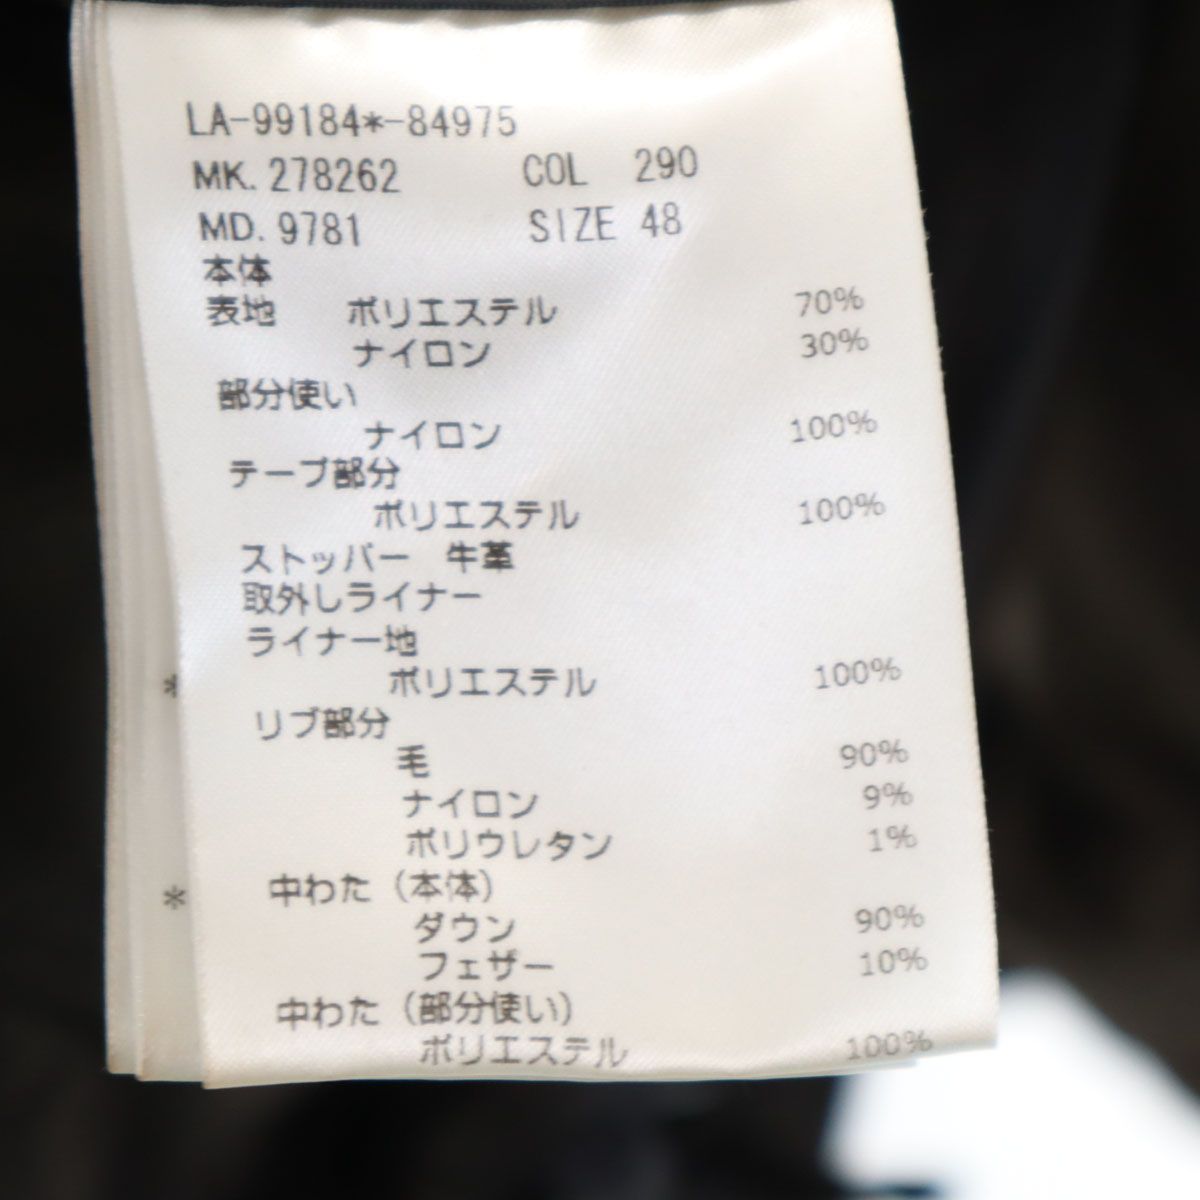 LA-99184*-84975
MK. 278262 COL 290
MD. 9781 SIZE 48
本体
表地 ポリエステル 70%
ナイロン 30%
部分使い
ナイロン 100%
テープ部分
ポリエステル 100%
ストッパー 牛革
取外しライナー
ライナー地
* ポリエステル 100%
リブ部分
毛 90%
ナイロン 9%
ポリウレタン 1%
* 中わた（本体）
ダウン 90%
フェザー 10%
中わた（部分使い）
ポリエステル 100%